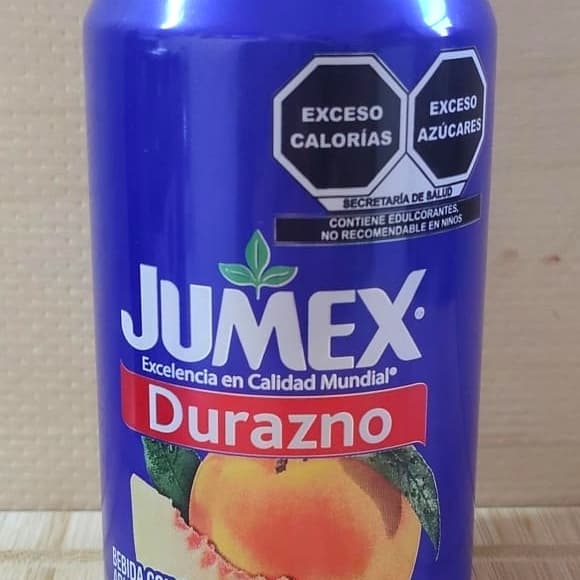 EXCESO
CALORÍAS
EXCESO
AZÚCARES
SECRETARÍA DE SALUD
CONTIENE EDULCORANTES,
NO RECOMENDABLE EN NIÑOS
JUMEX
Excelencia en Calidad Mundial®
Durazno
BEBIDA